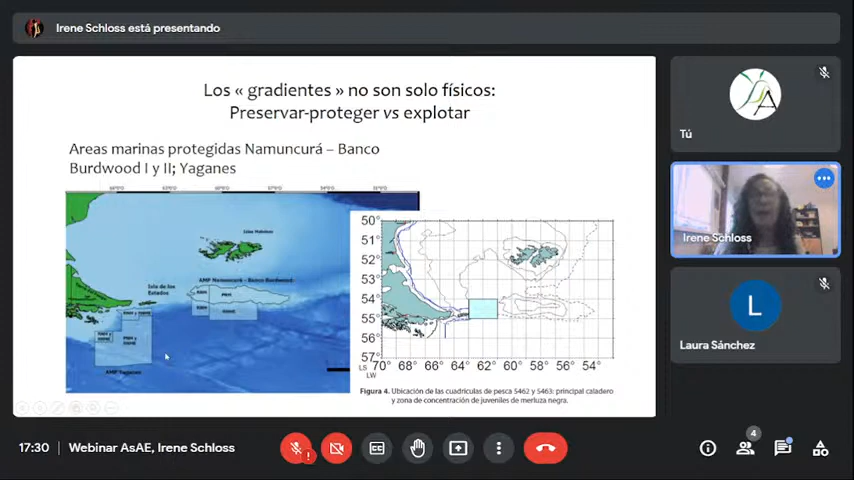 Irene Schloss está presentando
Los « gradientes » no son solo físicos:
Preservar-proteger vs explotar
Areas marinas protegidas Namuncurá – Banco
Burdwood I y II; Yaganes
Islas Malvinas
AMP Namuncurá - Banco Burdwood
Isla de los
Estados
AMP Yaganes
50°
51°
52°
53°
54°
55°
56°
57°
LS
LW
70° 68° 66° 64° 62° 60° 58° 56° 54°
Figura 4. Ubicación de las cuadrículas de pesca 5462 y 5463: principal caladero
y zona de concentración de juveniles de merluza negra.
Tú
Irene Schloss
L
Laura Sánchez
17:30 | Webinar AsAE, Irene Schloss
4